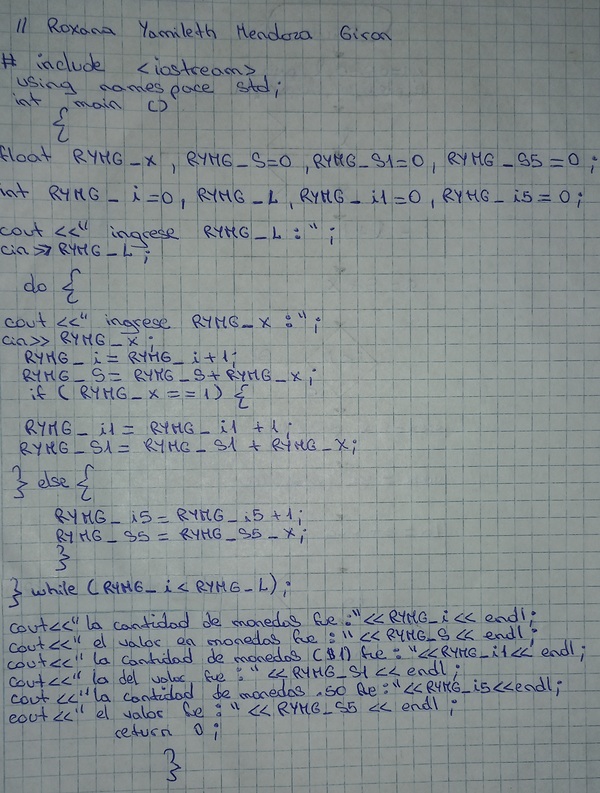 // Roxana Yamileth Mendoza Giron
# include <iostream>
using namespace std;
int main ()
{
float RYMG_x, RYMG_S=0, RYMG_S1=0, RYMG_S5=0;
int RYMG_i=0, RYMG_L, RYMG_i1=0, RYMG_i5=0;
cout <<" ingrese RYMG_L :";
cin>> RYMG_L;
do {
cout <<" ingrese RYMG_x :";
cin>> RYMG_x;
RYMG_i = RYMG_i+1;
RYMG_S= RYMG_S+RYMG_x;
if (RYMG_x==1) {
RYMG_i1= RYMG_i1 +1;
RYMG_S1= RYMG_S1 + RYMG_x;
} else {
RYMG_i5= RYMG_i5+1;
RYMG_S5= RYMG_S5-x;
}
} while (RYMG_i< RYMG_L);
cout<<" la cantidad de monedas fue :"<<RYMG_i<< endl;
cout<<" el valor en monedas fue : "<<RYMG_S<< endl;
cout<<" la cantidad de monedas ($1) fue : "<<RYMG_i1<< endl;
cout<<" la del valor fue : " <<RYMG_S1 << endl;
cout<<" la cantidad de monedas .50 fue :"<<RYMG_i5<<endl;
cout<<" el valor fue : " << RYMG_S5 << endl;
return 0;
}